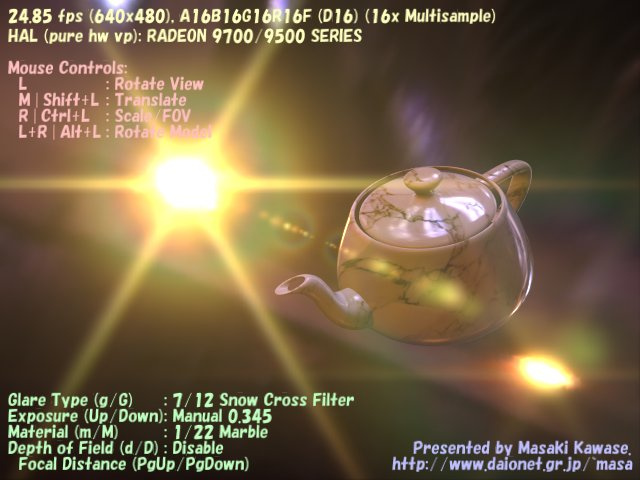 24.85 fps (640x480), A16B16G16R16F (D16) (16x Multisample)
HAL (pure hw vp): RADEON 9700/9500 SERIES
Mouse Controls:
L : Rotate View
M | Shift+L : Translate
R | Ctrl+L : Scale/FOV
L+R | Alt+L : Rotate Model
Glare Type (g/G) : 7/12 Snow Cross Filter
Exposure (Up/Down): Manual 0.345
Material (m/M) : 1/22 Marble
Depth of Field (d/D) : Disable
Focal Distance (PgUp/PgDown)
Presented by Masaki Kawase.
http://www.daionet.gr.jp/~masa